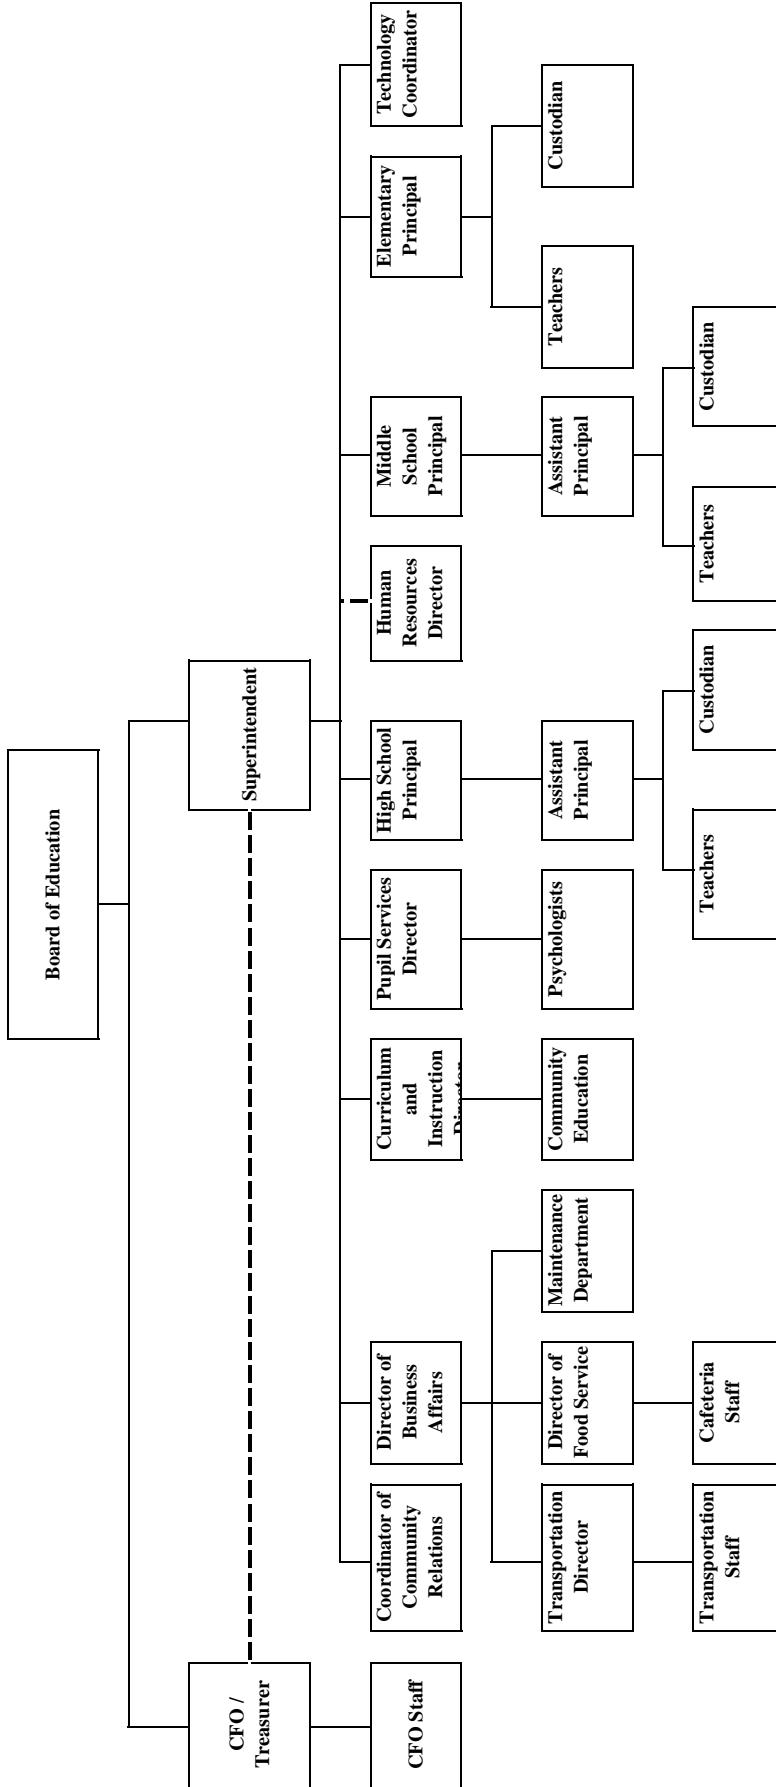 Board of Education
CFO /
Treasurer
Superintendent
CFO Staff
Coordinator of
Community
Relations
Director of
Business
Affairs
Curriculum
and
Instruction
Director
Pupil Services
Director
High School
Principal
Human
Resources
Director
Middle
School
Principal
Elementary
Principal
Technology
Coordinator
Transportation
Director
Director of
Food Service
Maintenance
Department
Community
Education
Psychologists
Assistant
Principal
Assistant
Principal
Teachers
Custodian
Transportation
Staff
Cafeteria
Staff
Teachers
Custodian
Teachers
Custodian